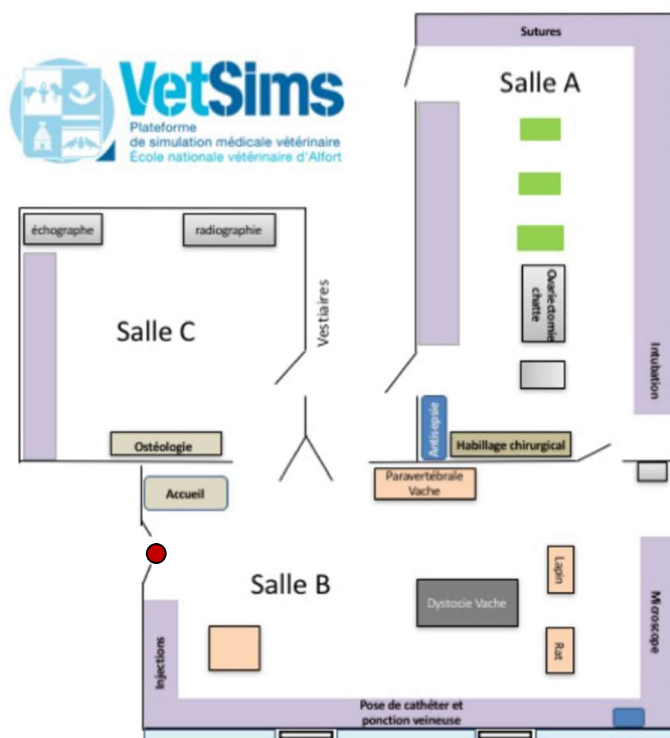 Sutures
VetSims
Plateforme
de simulation médicale vétérinaire
École nationale vétérinaire d'Alfort
Salle A
échographe
radiographie
Vestiaires
Ovariectomie
chatte
Salle C
Intubation
Antisepsie
Ostéologie
Habillage chirurgical
Accueil
Paravertébrale
Vache
Lapin
Salle B
Dystocie Vache
Microscope
Rat
Injections
Pose de cathéter et
ponction veineuse